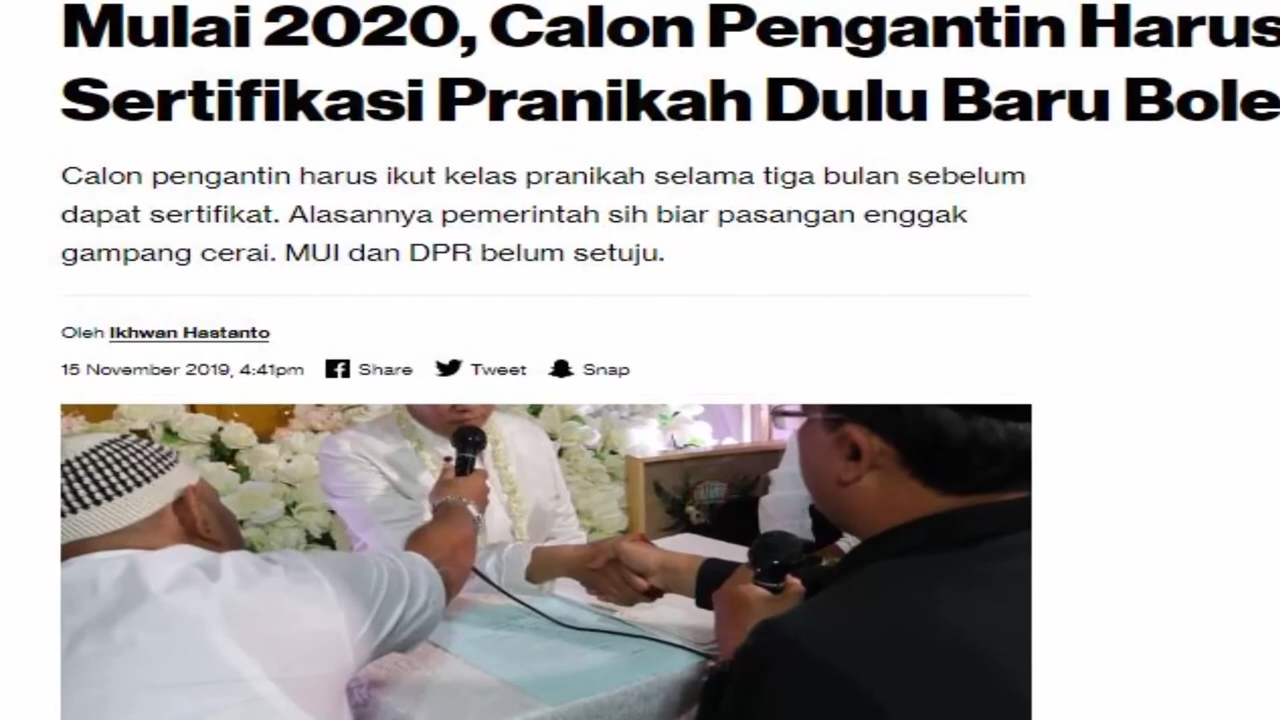 Mulai 2020, Calon Pengantin Harus
Sertifikasi Pranikah Dulu Baru Bole
Calon pengantin harus ikut kelas pranikah selama tiga bulan sebelum
dapat sertifikat. Alasannya pemerintah sih biar pasangan enggak
gampang cerai. MUI dan DPR belum setuju.
Oleh Ikhwan Hastanto
15 November 2019, 4:41pm Share Tweet Snap